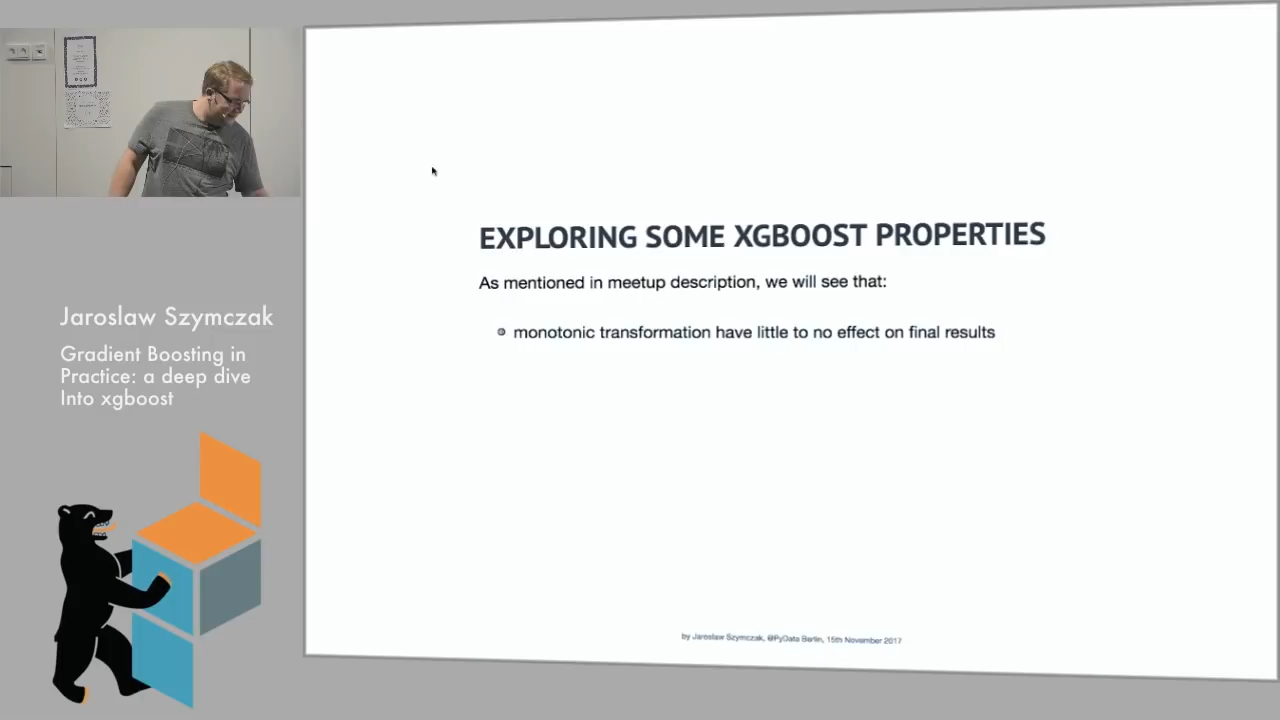 EXPLORING SOME XGBOOST PROPERTIES
As mentioned in meetup description, we will see that:
monotonic transformation have little to no effect on final results
by Jaroslaw Szymczak, @PyData Berlin, 15th November 2017
Jaroslaw Szymczak
Gradient Boosting in
Practice: a deep dive
Into xgboost